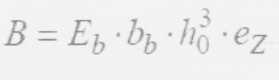 B = E_b · b_b · h_0^3 · e_Z